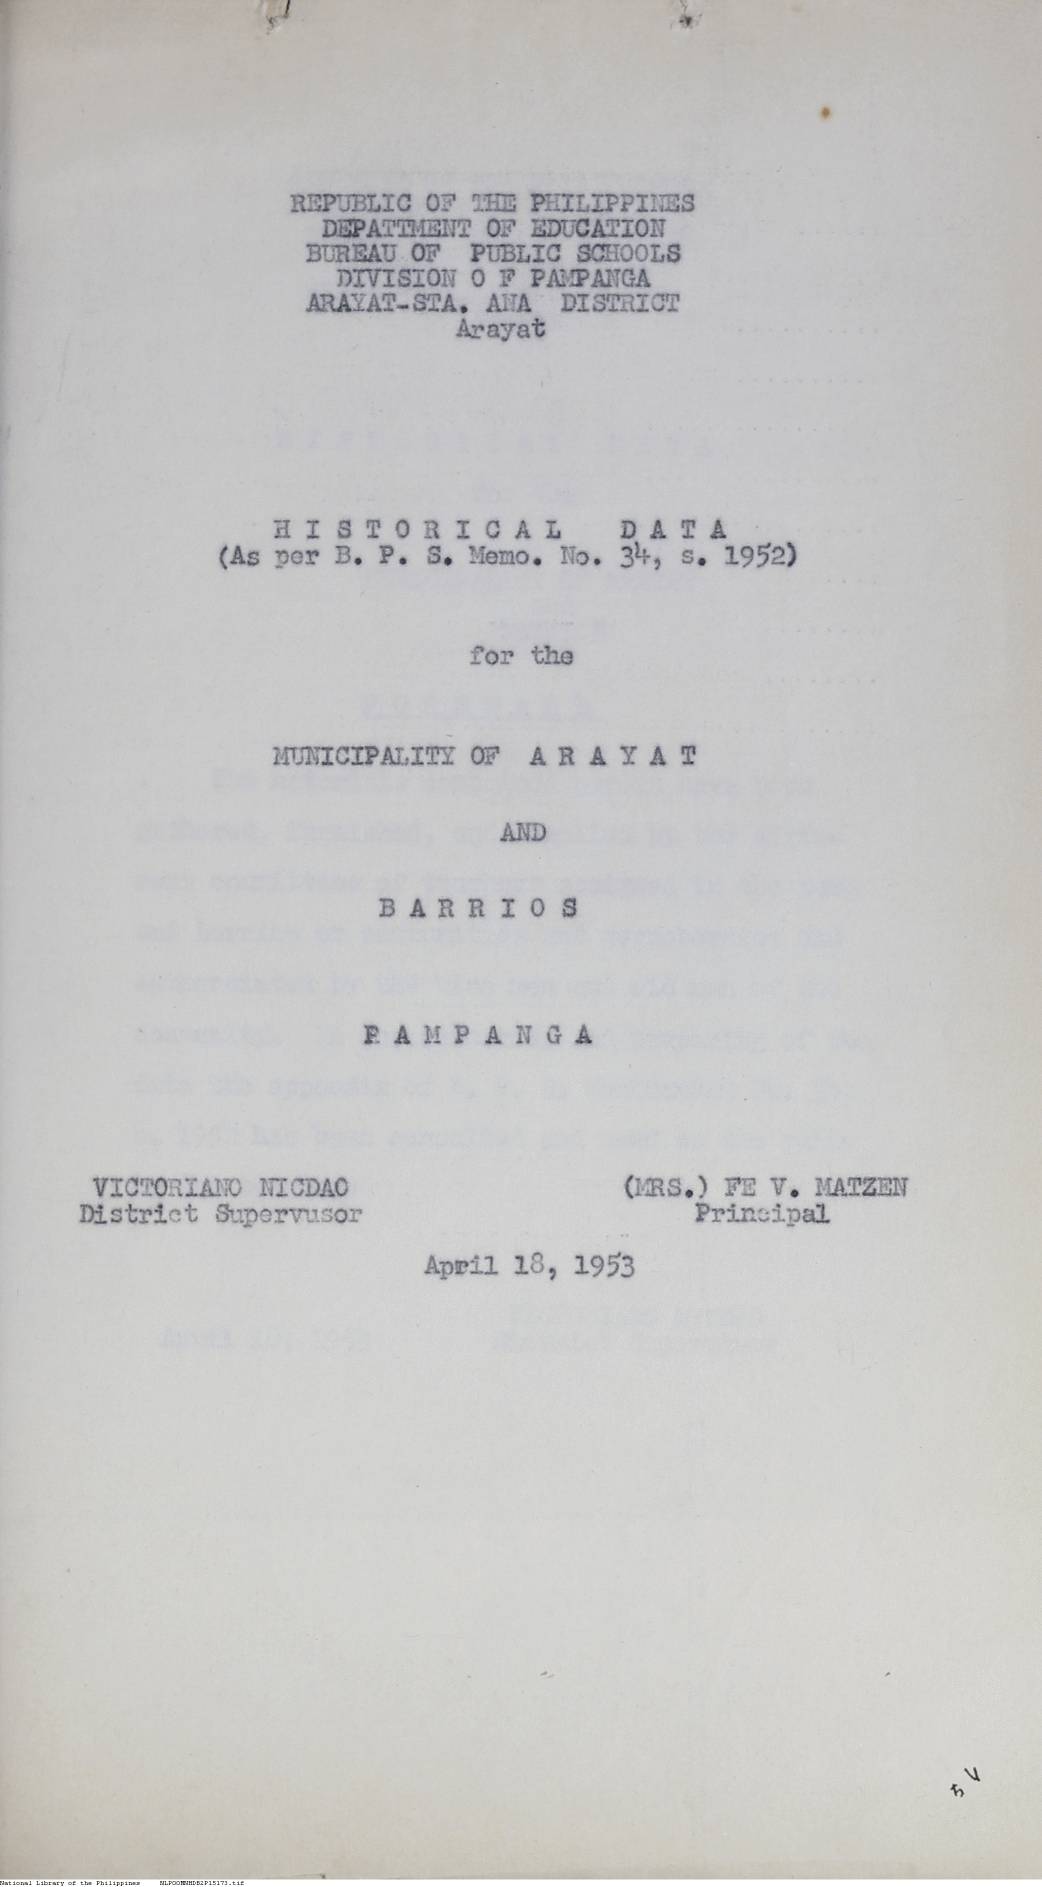 REPUBLIC OF THE PHILIPPINES
DEPATTMENT OF EDUCATION
BUREAU OF PUBLIC SCHOOLS
DIVISION O F PAMPANGA
ARAYAT-STA. ANA DISTRICT
Arayat
H I S T O R I C A L D A T A
(As per B. P. S. Memo. No. 34, s. 1952)
for the
MUNICIPALITY OF A R A Y A T
AND
B A R R I O S
P A M P A N G A
VICTORIANO NICDAO (MRS.) FE V. MATZEN
District Supervusor Principal
April 18, 1953
National Library of the Philippines NLPOOMNHDB2P15173.tif